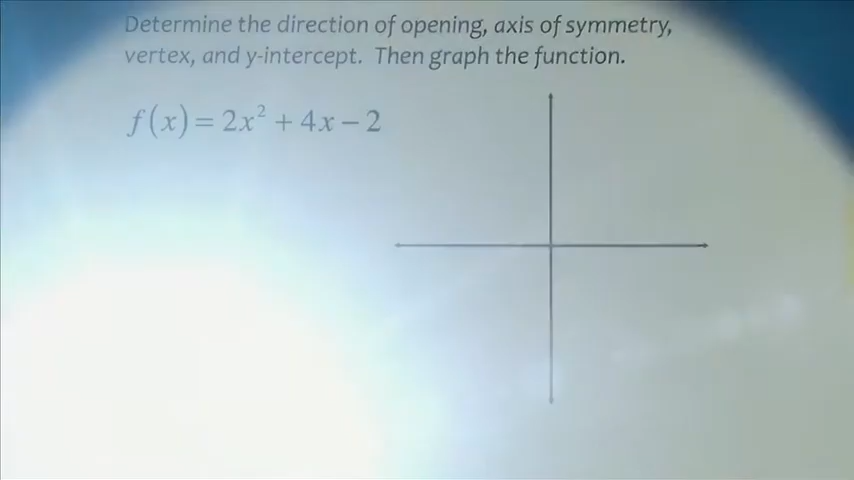 Determine the direction of opening, axis of symmetry,
vertex, and y-intercept. Then graph the function.
f(x) = 2x² + 4x − 2